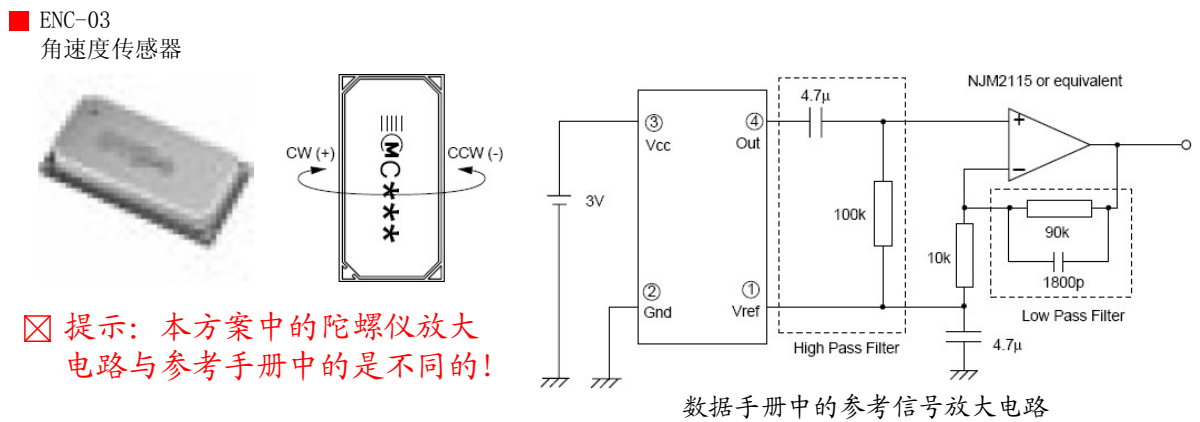 ENC-03
角速度传感器
CW (+)
CCW (-)
MC***
提示：本方案中的陀螺仪放大
电路与参考手册中的是不同的!
3V
③
Vcc
④
Out
②
Gnd
①
Vref
4.7μ
100k
High Pass Filter
NJM2115 or equivalent
+
−
10k
90k
1800p
Low Pass Filter
4.7μ
数据手册中的参考信号放大电路